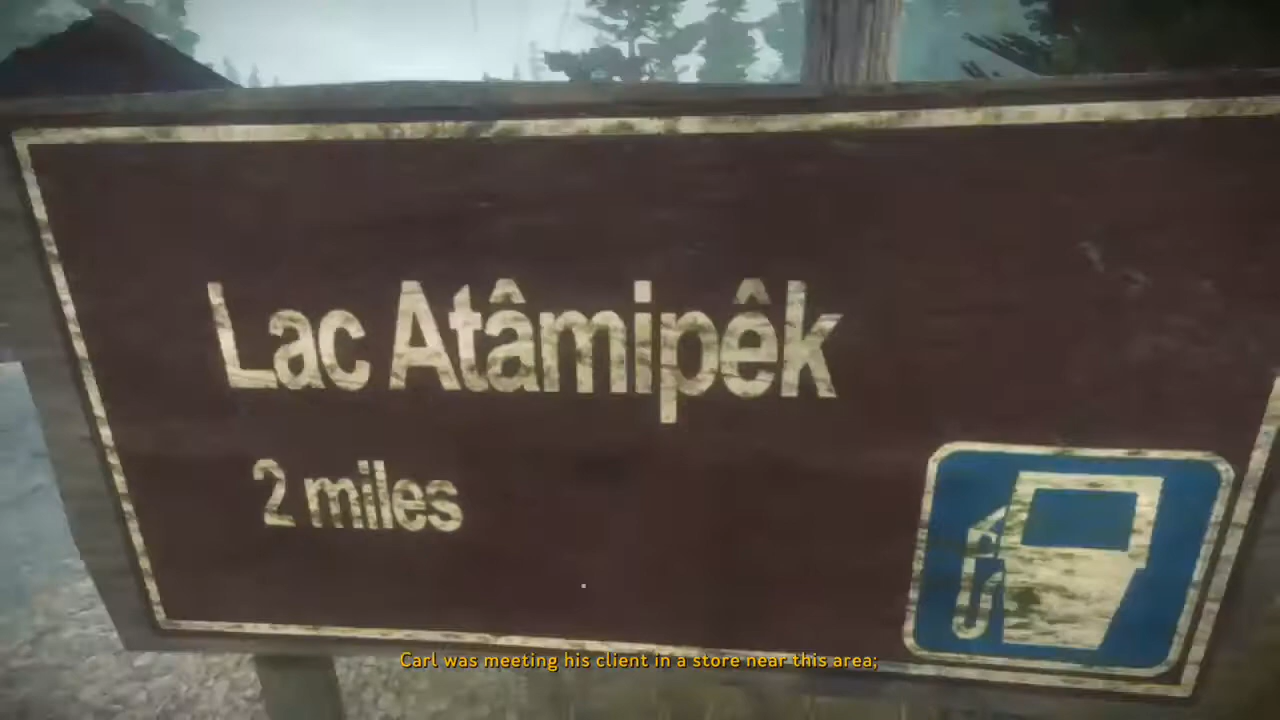 Lac Atâmipêk
2 miles
Carl was meeting his client in a store near this area;